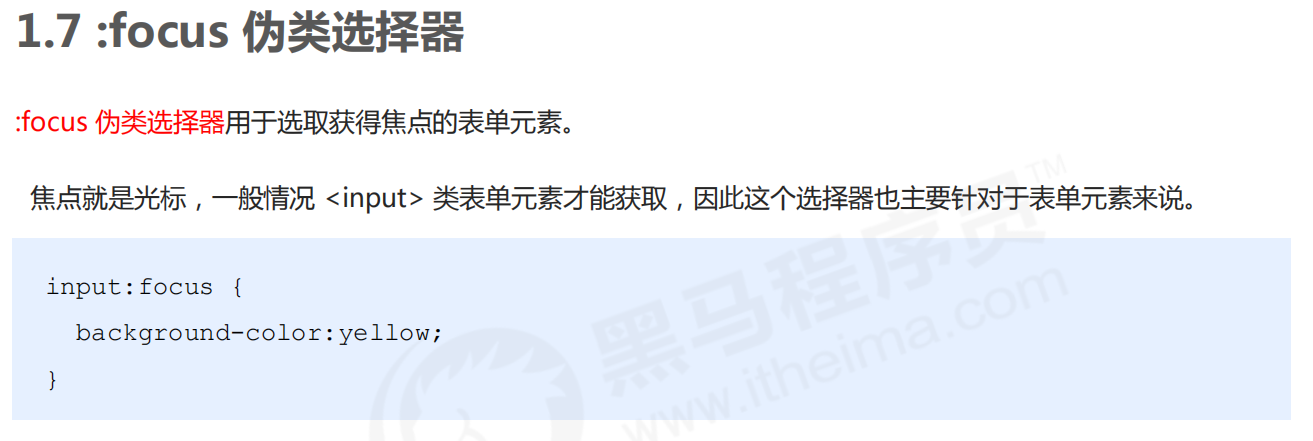 1.7 :focus 伪类选择器
:focus 伪类选择器用于选取获得焦点的表单元素。
焦点就是光标，一般情况 <input> 类表单元素才能获取，因此这个选择器也主要针对于表单元素来说。
input:focus {
background-color:yellow;
}
黑马程序员™
www.itheima.com